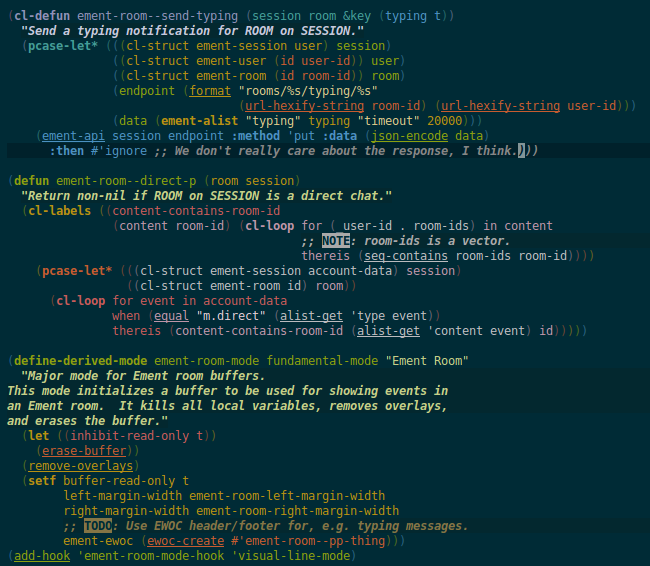 (cl-defun ement-room--send-typing (session room &key (typing t))
  "Send a typing notification for ROOM on SESSION."
  (pcase-let* (((cl-struct ement-session user) session)
               ((cl-struct ement-user (id user-id)) user)
               ((cl-struct ement-room (id room-id)) room)
               (endpoint (format "rooms/%s/typing/%s"
                                 (url-hexify-string room-id) (url-hexify-string user-id)))
               (data (ement-alist "typing" typing "timeout" 20000)))
    (ement-api session endpoint :method 'put :data (json-encode data)
      :then #'ignore ;; We don't really care about the response, I think.)))
(defun ement-room--direct-p (room session)
  "Return non-nil if ROOM on SESSION is a direct chat."
  (cl-labels ((content-contains-room-id
               (content room-id) (cl-loop for (_user-id . room-ids) in content
                                          ;; NOTE: room-ids is a vector.
                                          thereis (seq-contains room-ids room-id))))
    (pcase-let* (((cl-struct ement-session account-data) session)
                 ((cl-struct ement-room id) room))
      (cl-loop for event in account-data
               when (equal "m.direct" (alist-get 'type event))
               thereis (content-contains-room-id (alist-get 'content event) id)))))
(define-derived-mode ement-room-mode fundamental-mode "Ement Room"
  "Major mode for Ement room buffers.
This mode initializes a buffer to be used for showing events in
an Ement room.  It kills all local variables, removes overlays,
and erases the buffer."
  (let ((inhibit-read-only t))
    (erase-buffer))
  (remove-overlays)
  (setf buffer-read-only t
        left-margin-width ement-room-left-margin-width
        right-margin-width ement-room-right-margin-width
        ;; TODO: Use EWOC header/footer for, e.g. typing messages.
        ement-ewoc (ewoc-create #'ement-room--pp-thing)))
(add-hook 'ement-room-mode-hook 'visual-line-mode)